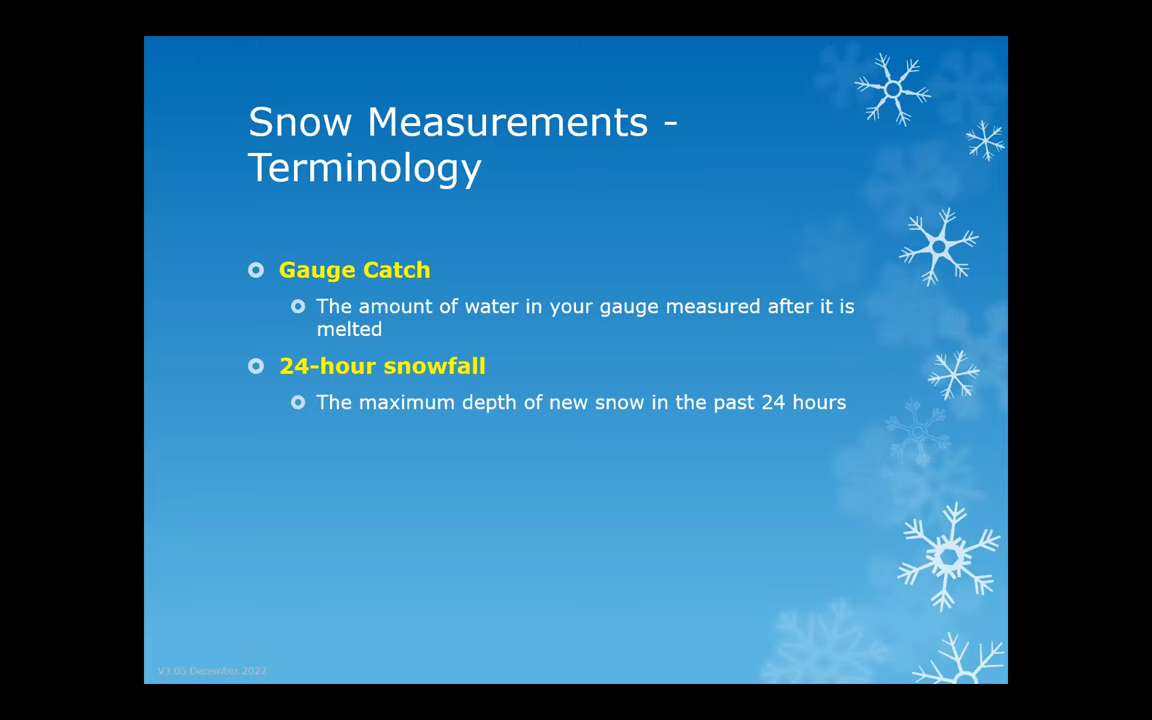 Snow Measurements -
Terminology
Gauge Catch
The amount of water in your gauge measured after it is
melted
24-hour snowfall
The maximum depth of new snow in the past 24 hours
V3.05 December 2022